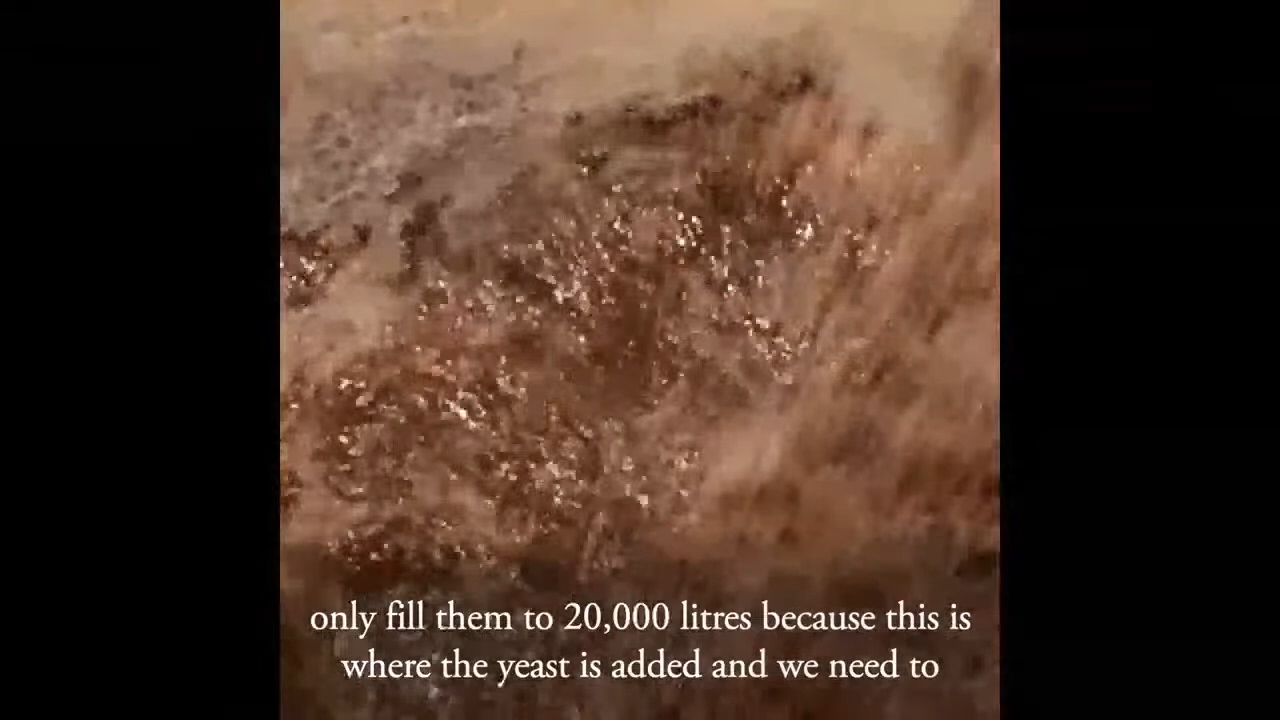 only fill them to 20,000 litres because this is
where the yeast is added and we need to